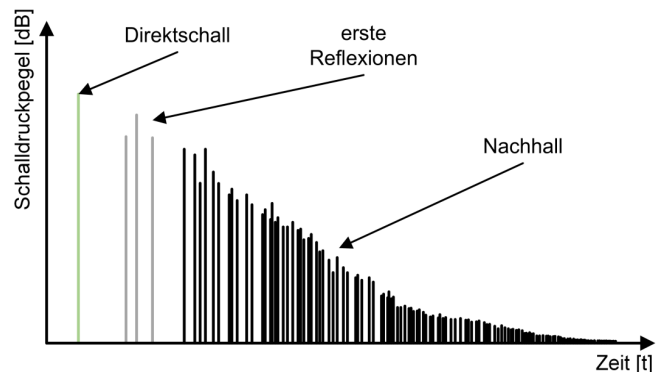 Schalldruckpegel [dB]
Direktschall
erste
Reflexionen
Nachhall
Zeit [t]